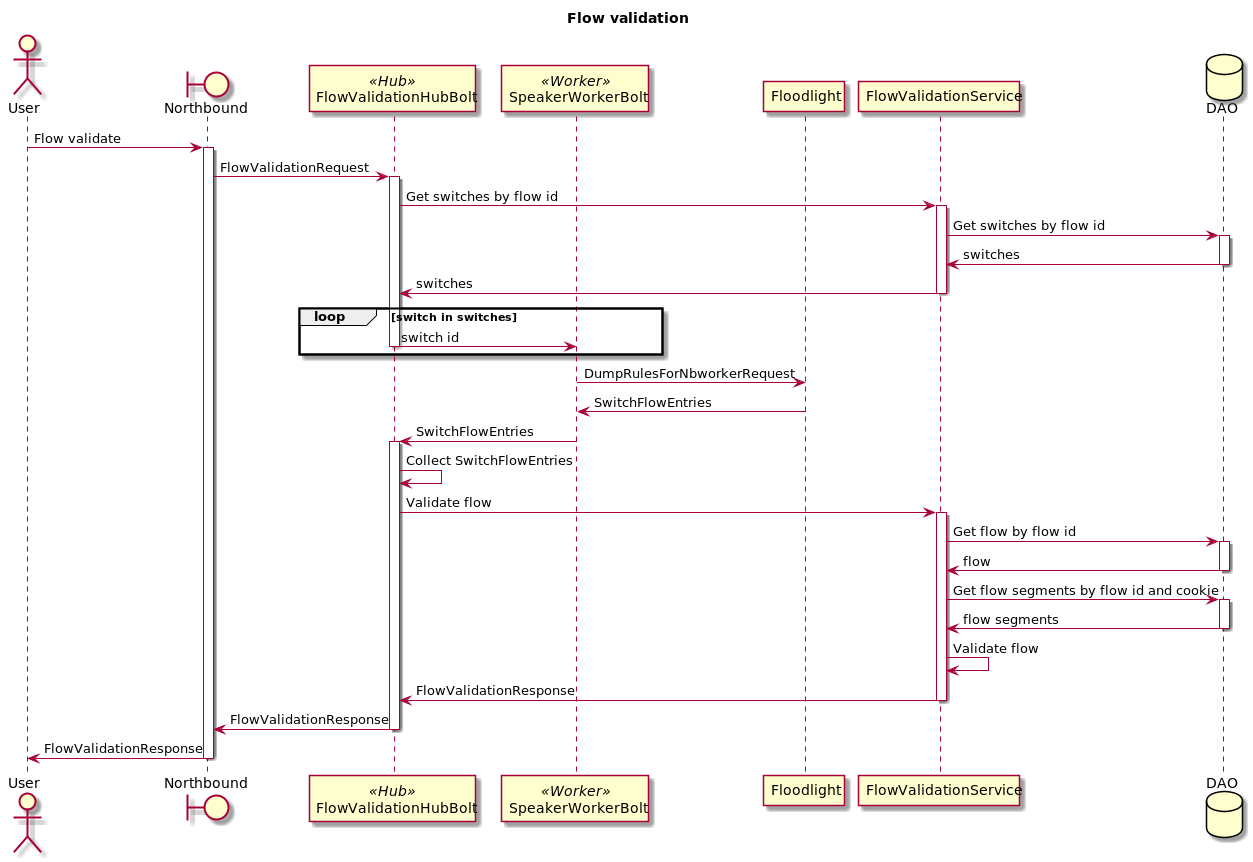 Flow validation
User
Northbound
«Hub»
FlowValidationHubBolt
«Worker»
SpeakerWorkerBolt
Floodlight
FlowValidationService
DAO
Flow validate
FlowValidationRequest
Get switches by flow id
Get switches by flow id
switches
switches
loop [switch in switches]
switch id
DumpRulesForNbworkerRequest
SwitchFlowEntries
SwitchFlowEntries
Collect SwitchFlowEntries
Validate flow
Get flow by flow id
flow
Get flow segments by flow id and cookie
flow segments
Validate flow
FlowValidationResponse
FlowValidationResponse
FlowValidationResponse
User
Northbound
«Hub»
FlowValidationHubBolt
«Worker»
SpeakerWorkerBolt
Floodlight
FlowValidationService
DAO